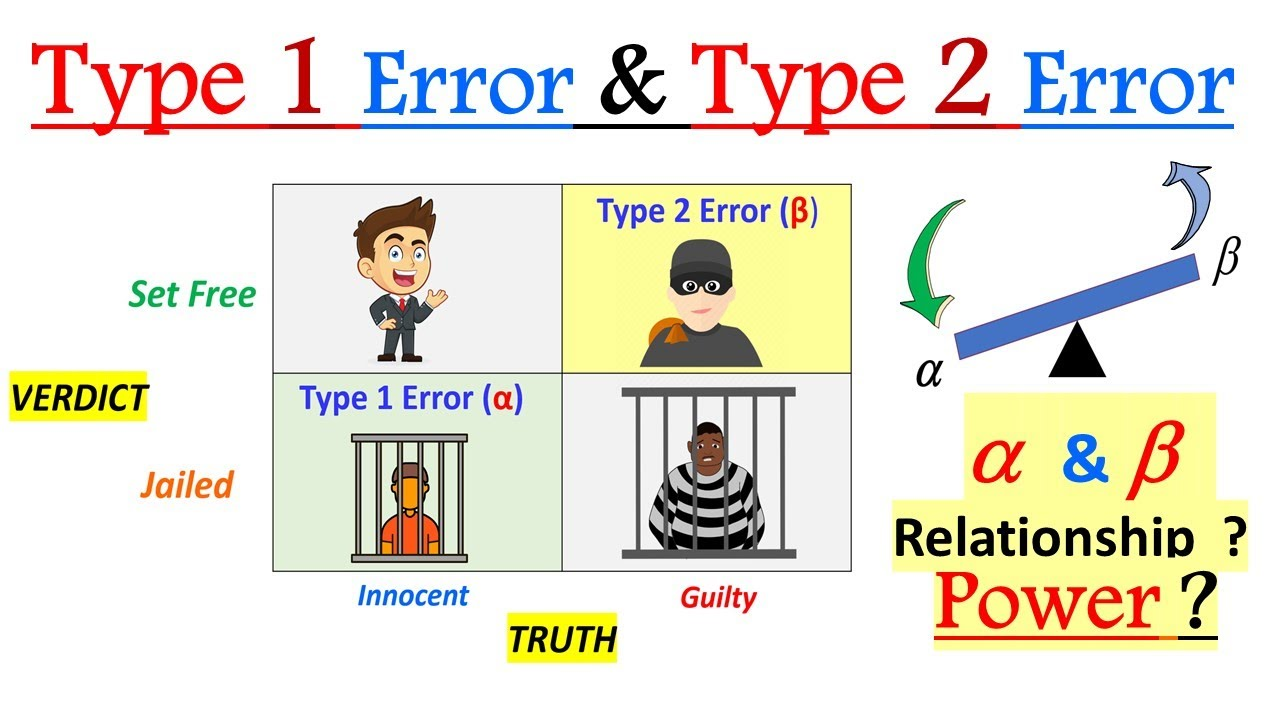 Type 1 Error & Type 2 Error
Type 2 Error (β)
Set Free
β
α
VERDICT
Type 1 Error (α)
α & β
Jailed
Relationship ?
Innocent
Guilty
Power ?
TRUTH